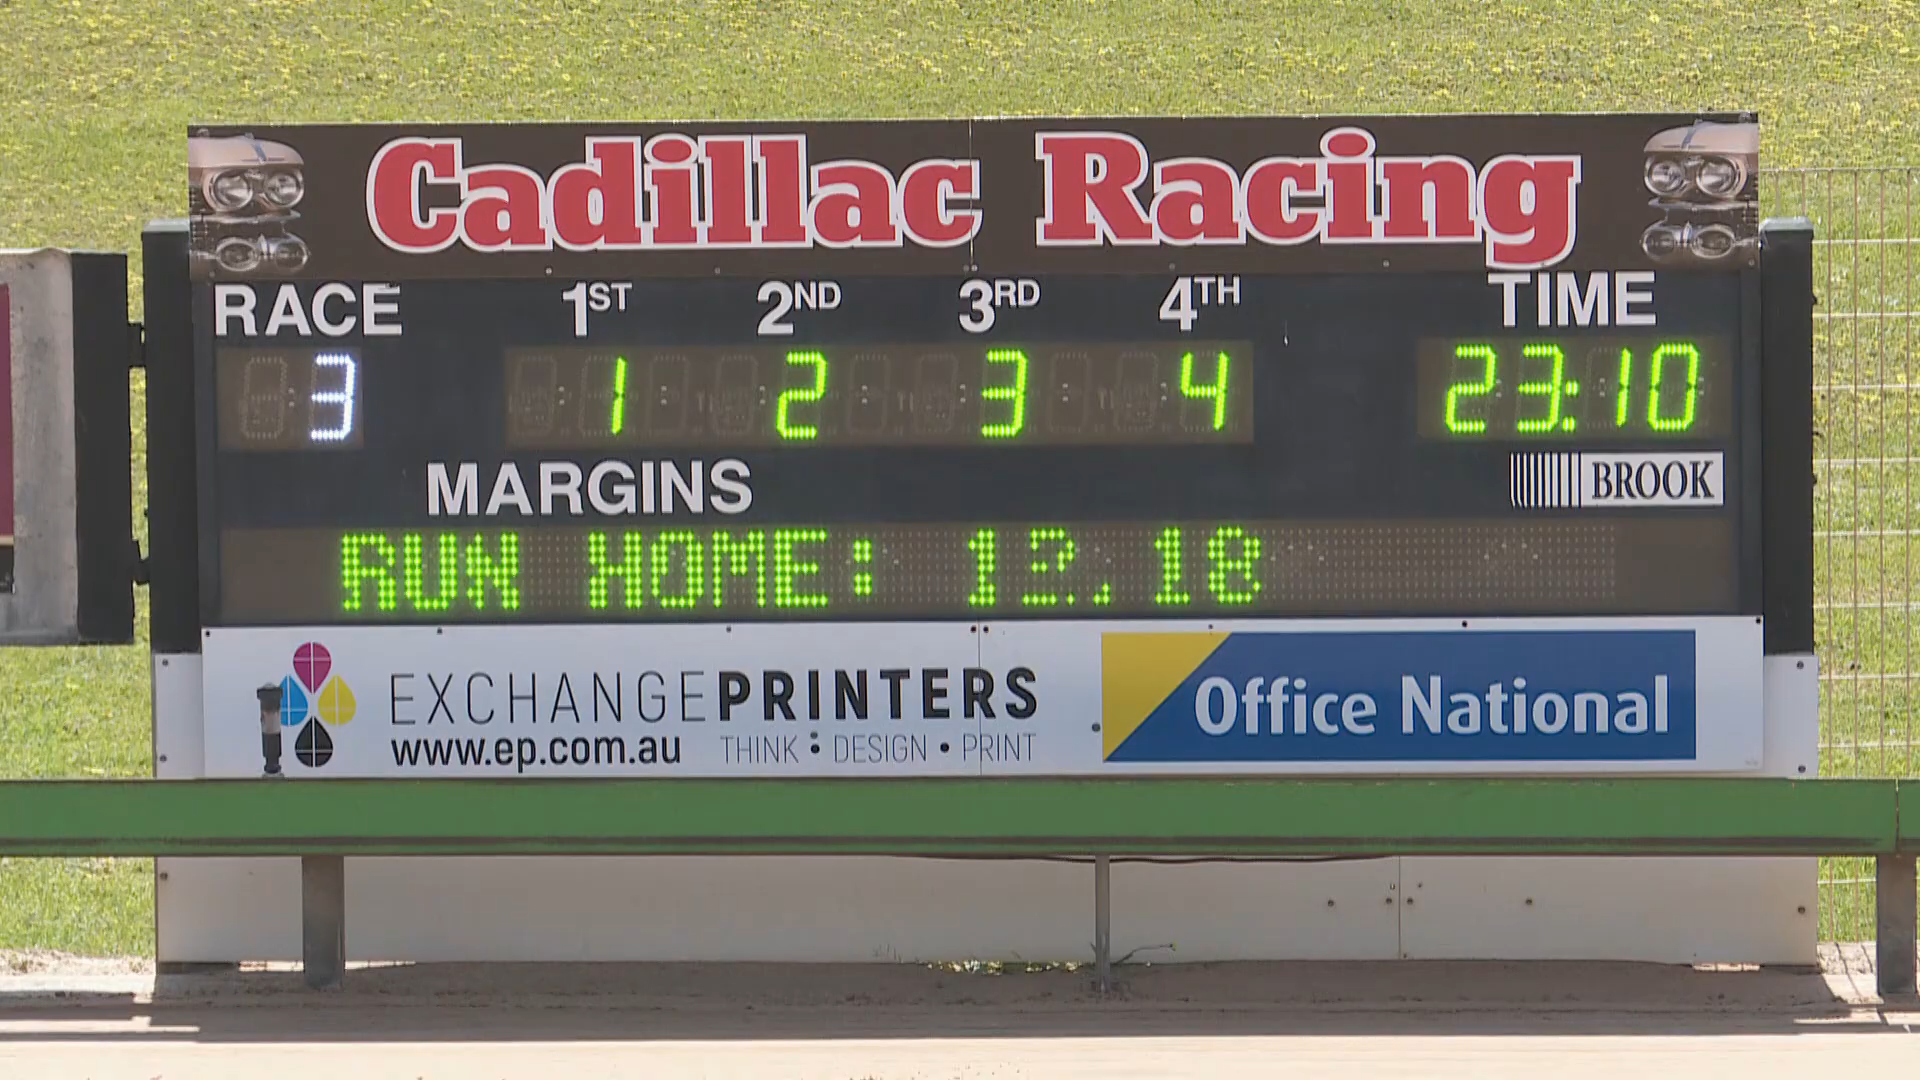 Cadillac Racing
RACE 1ST 2ND 3RD 4TH TIME
3 1 2 3 4 23:10
MARGINS BROOK
RUN HOME: 12.18
EXCHANGEPRINTERS Office National
www.ep.com.au THINK • DESIGN • PRINT